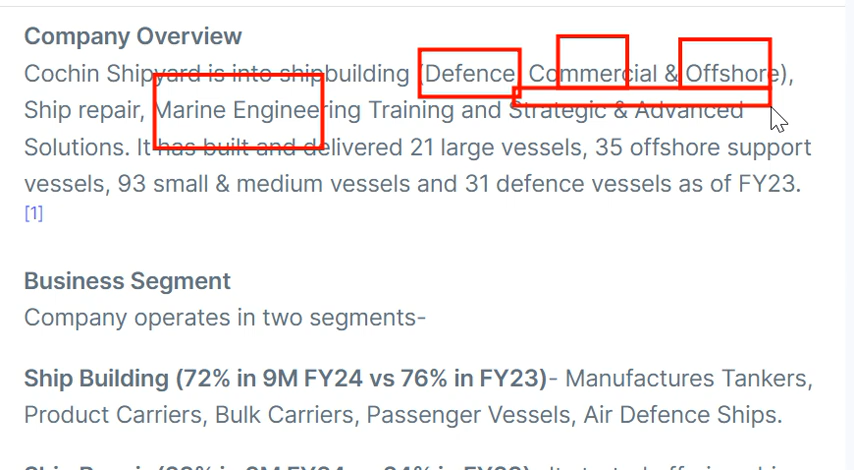 Company Overview
Cochin Shipyard is into shipbuilding (Defence, Commercial & Offshore),
Ship repair, Marine Engineering Training and Strategic & Advanced
Solutions. It has built and delivered 21 large vessels, 35 offshore support
vessels, 93 small & medium vessels and 31 defence vessels as of FY23.
[1]
Business Segment
Company operates in two segments-
Ship Building (72% in 9M FY24 vs 76% in FY23)- Manufactures Tankers,
Product Carriers, Bulk Carriers, Passenger Vessels, Air Defence Ships.